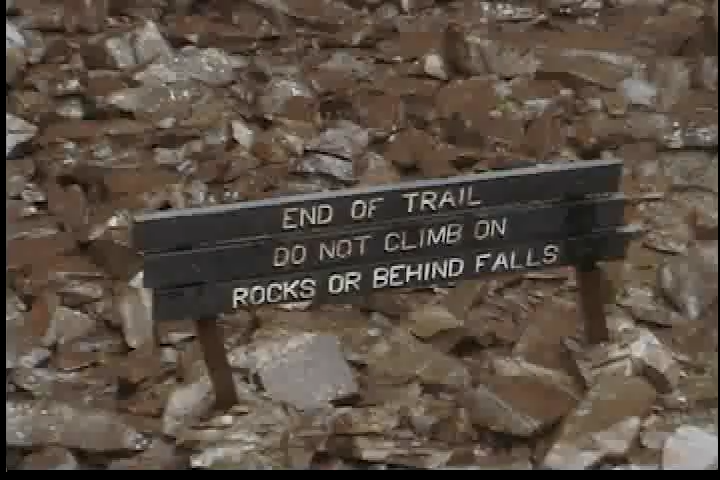 END OF TRAIL
DO NOT CLIMB ON
ROCKS OR BEHIND FALLS